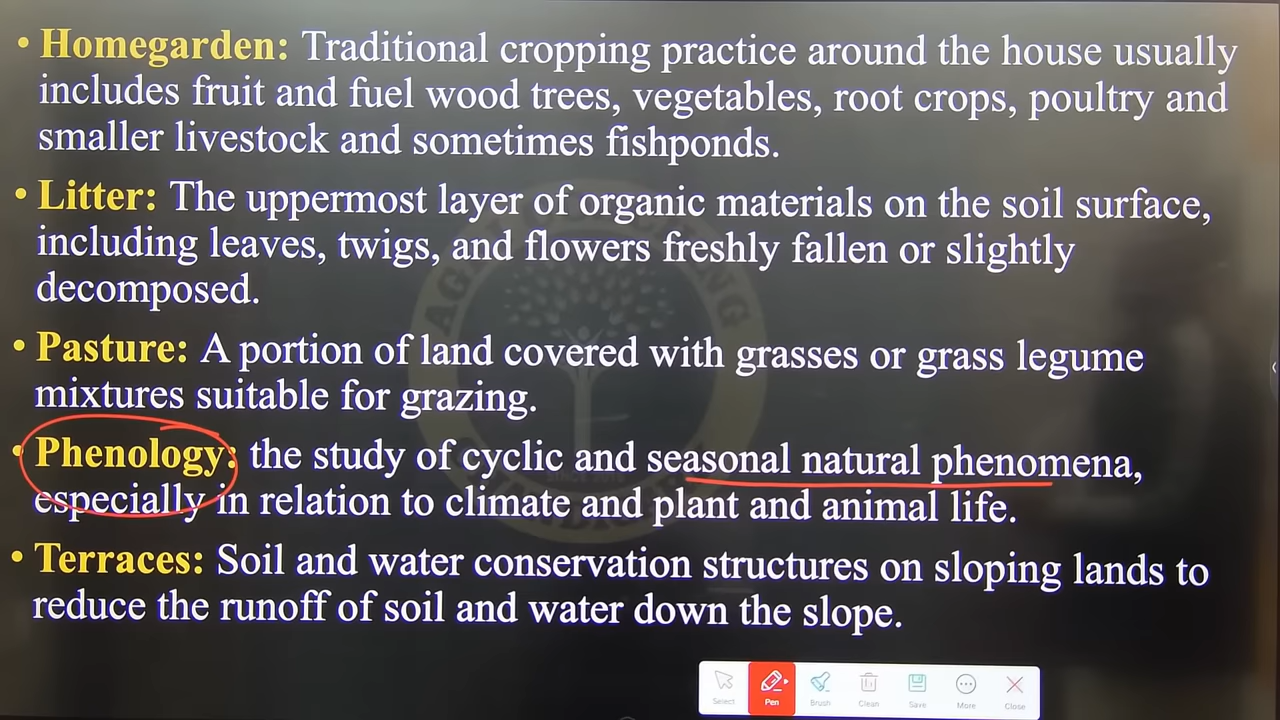 • Homegarden: Traditional cropping practice around the house usually
includes fruit and fuel wood trees, vegetables, root crops, poultry and
smaller livestock and sometimes fishponds.
• Litter: The uppermost layer of organic materials on the soil surface,
including leaves, twigs, and flowers freshly fallen or slightly
decomposed.
• Pasture: A portion of land covered with grasses or grass legume
mixtures suitable for grazing.
• Phenology: the study of cyclic and seasonal natural phenomena,
especially in relation to climate and plant and animal life.
• Terraces: Soil and water conservation structures on sloping lands to
reduce the runoff of soil and water down the slope.
Select Pen Brush Clean Save More Close